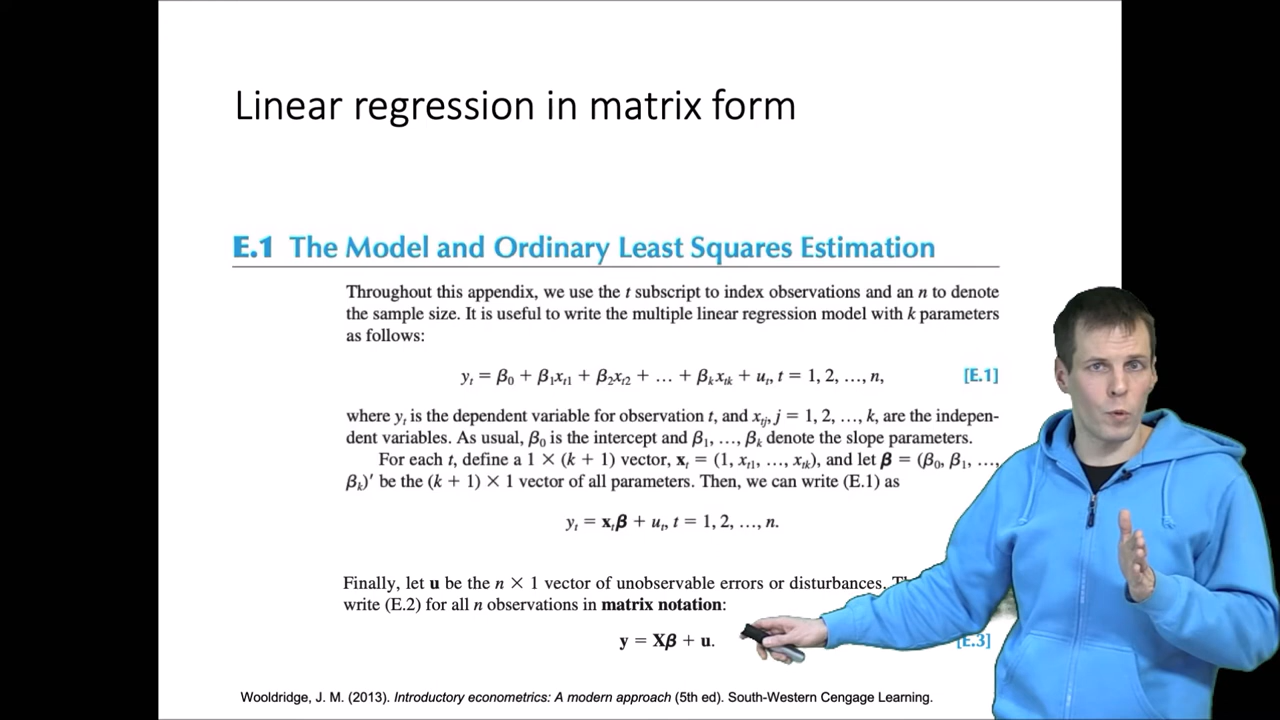 Linear regression in matrix form
E.1 The Model and Ordinary Least Squares Estimation
Throughout this appendix, we use the t subscript to index observations and an n to denote
the sample size. It is useful to write the multiple linear regression model with k parameters
as follows:
yₜ = β₀ + β₁xₜ₁ + β₂xₜ₂ + … + βₖxₜₖ + uₜ, t = 1, 2, …, n, [E.1]
where yₜ is the dependent variable for observation t, and xₜⱼ, j = 1, 2, …, k, are the indepen-
dent variables. As usual, β₀ is the intercept and β₁, …, βₖ denote the slope parameters.
For each t, define a 1 × (k + 1) vector, xₜ = (1, xₜ₁, …, xₜₖ), and let β = (β₀, β₁, …,
βₖ)′ be the (k + 1) × 1 vector of all parameters. Then, we can write (E.1) as
yₜ = xₜβ + uₜ, t = 1, 2, …, n.
Finally, let u be the n × 1 vector of unobservable errors or disturbances.
write (E.2) for all n observations in matrix notation:
y = Xβ + u. [E.3]
Wooldridge, J. M. (2013). Introductory econometrics: A modern approach (5th ed). South-Western Cengage Learning.